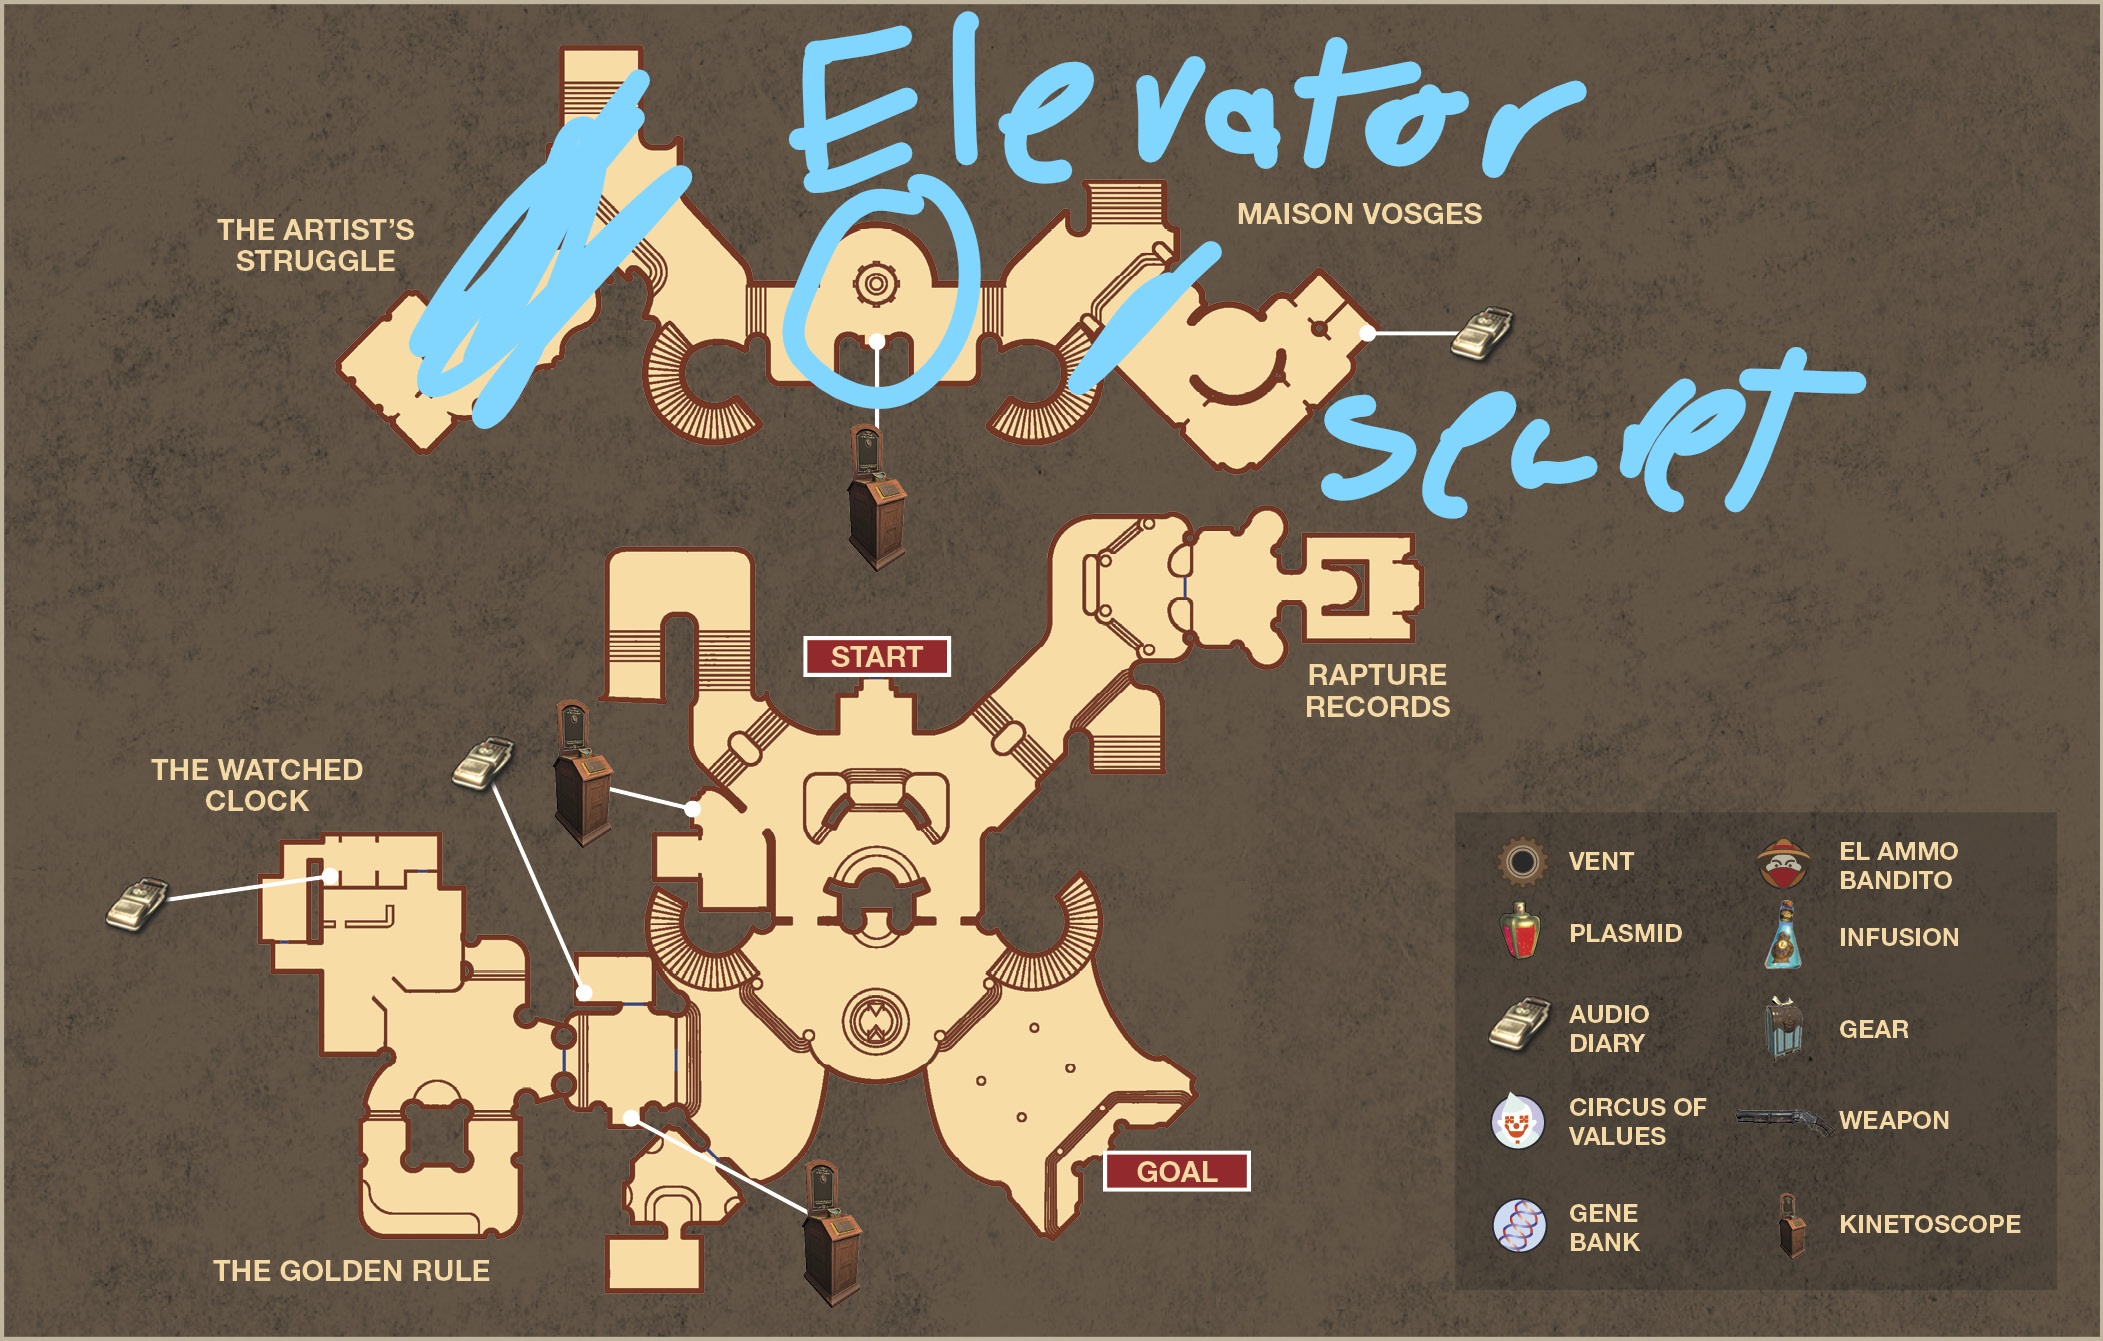 Elevator
MAISON VOSGES
THE ARTIST'S
STRUGGLE
secret
START
RAPTURE
RECORDS
THE WATCHED
CLOCK
GOAL
THE GOLDEN RULE
VENT
EL AMMO
BANDITO
PLASMID
INFUSION
AUDIO
DIARY
GEAR
CIRCUS OF
VALUES
WEAPON
GENE
BANK
KINETOSCOPE